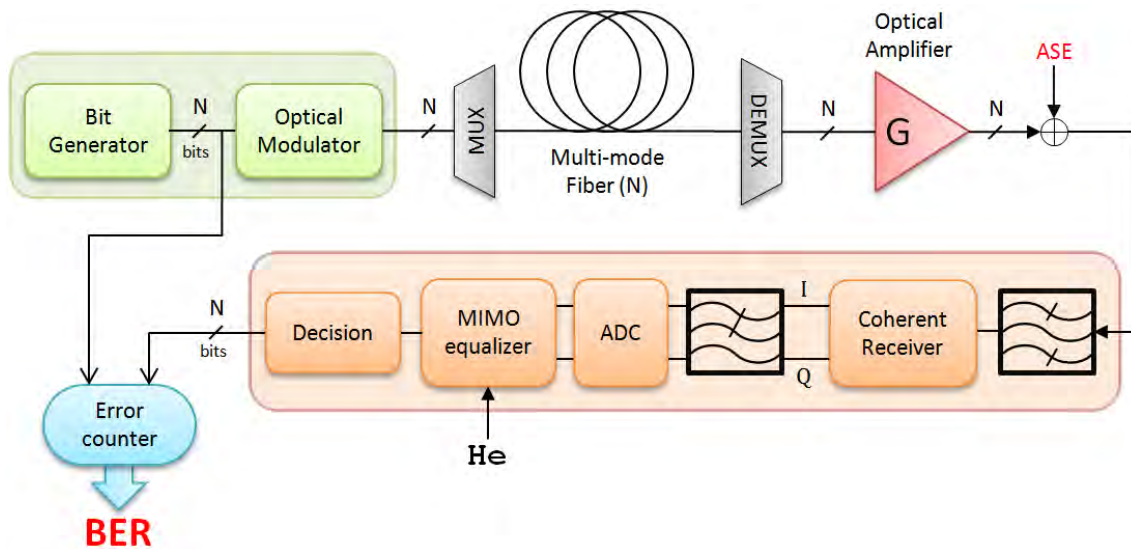 Bit
Generator
N
bits
Optical
Modulator
N
MUX
Multi-mode
Fiber (N)
DEMUX
N
Optical
Amplifier
G
N
ASE
N
bits
Decision
MIMO
equalizer
He
ADC
I
Q
Coherent
Receiver
Error
counter
BER